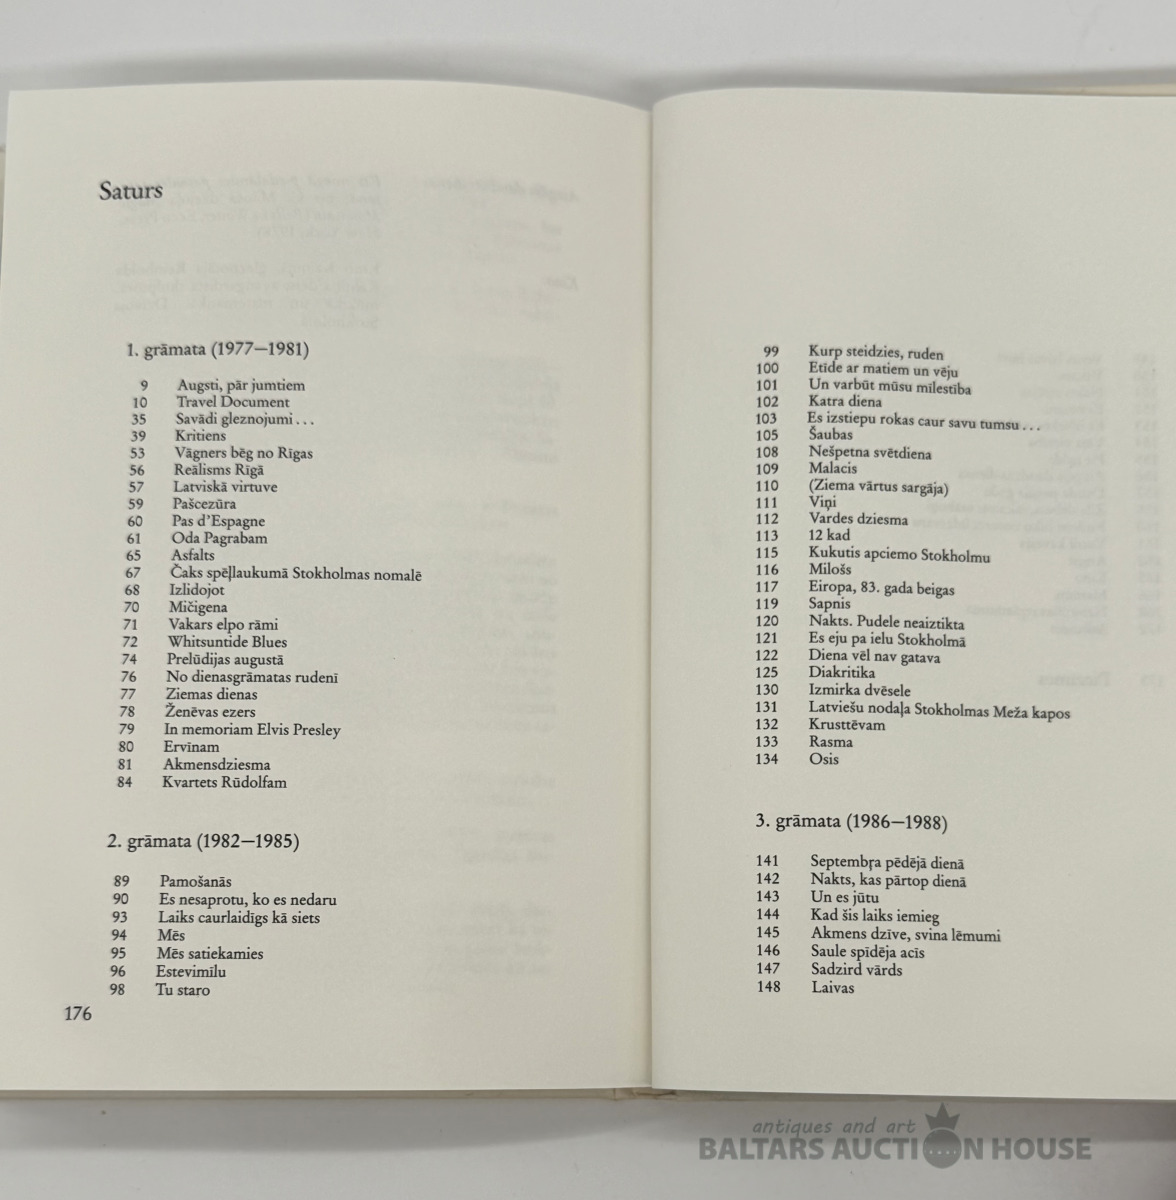 Saturs
1. grāmata (1977—1981)
9 Augsti, pār jumtiem
10 Travel Document
35 Savādi gleznojumi . . .
39 Kritiens
53 Vāgners bēg no Rīgas
56 Reālisms Rīgā
57 Latviskā virtuve
59 Pašcezūra
60 Pas d'Espagne
61 Oda Pagrabam
65 Asfalts
67 Čaks spēļlaukumā Stokholmas nomalē
68 Izlidojot
70 Mičigena
71 Vakars elpo rāmi
72 Whitsuntide Blues
74 Prelūdijas augustā
76 No dienasgrāmatas rudenī
77 Ziemas dienas
78 Ženēvas ezers
79 In memoriam Elvis Presley
80 Ervīnam
81 Akmensdziesma
84 Kvartets Rūdolfam
2. grāmata (1982—1985)
89 Pamošanās
90 Es nesaprotu, ko es nedaru
93 Laiks caurlaidīgs kā siets
94 Mēs
95 Mēs satiekamies
96 Estevimīlu
98 Tu staro
176
99 Kurp steidzies, ruden
100 Etīde ar matiem un vēju
101 Un varbūt mūsu mīlestība
102 Katra diena
103 Es izstiepu rokas caur savu tumsu . . .
105 Šaubas
108 Nešpetna svētdiena
109 Malacis
110 (Ziema vārtus sargāja)
111 Viņi
112 Vardes dziesma
113 12 kad
115 Kukutis apciemo Stokholmu
116 Milošs
117 Eiropa, 83. gada beigas
119 Sapnis
120 Nakts. Pudele neaiztikta
121 Es eju pa ielu Stokholmā
122 Diena vēl nav gatava
125 Diakritika
130 Izmirka dvēsele
131 Latviešu nodaļa Stokholmas Meža kapos
132 Krusttēvam
133 Rasma
134 Osis
3. grāmata (1986—1988)
141 Septembŗa pēdējā dienā
142 Nakts, kas pārtop dienā
143 Un es jūtu
144 Kad šis laiks iemieg
145 Akmens dzīve, svina lēmumi
146 Saule spīdēja acīs
147 Sadzird vārds
148 Laivas
antiques and art
BALTARS AUCTION HOUSE